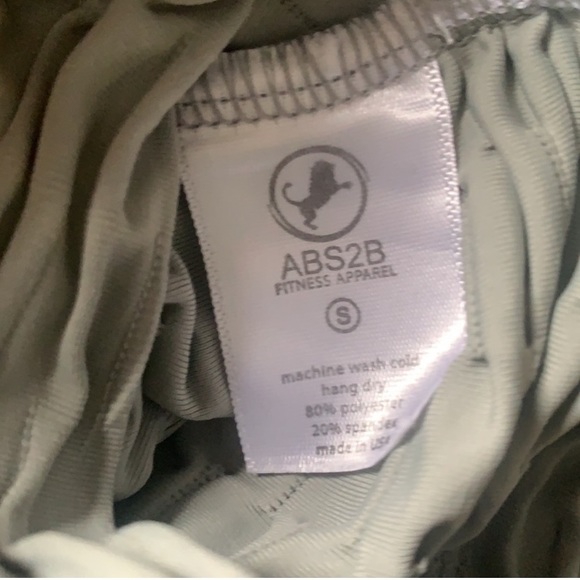 ABS2B
FITNESS APPAREL
S
machine wash cold
hang dry
80% polyester
20% spandex
made in USA